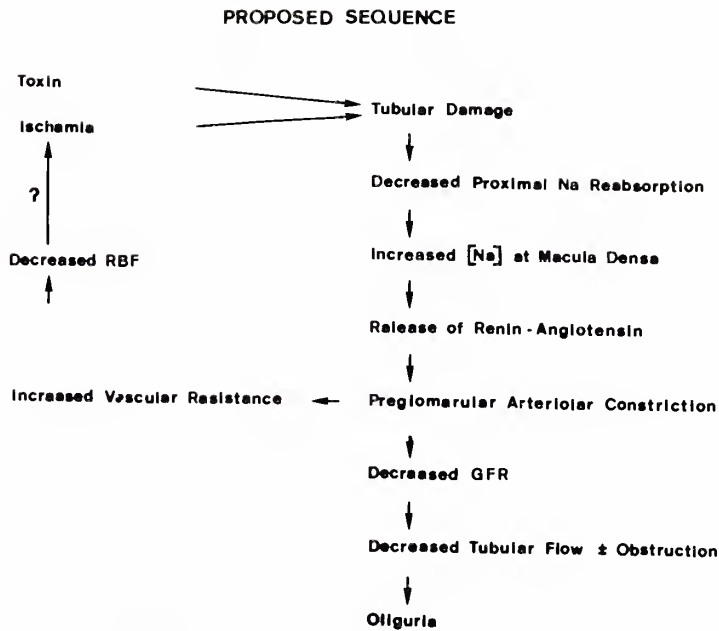 PROPOSED SEQUENCE
Toxin
Ischamia
Tubular Damage
?
Decreased Proximal Na Reabsorption
Decreased RBF
Increased [Na] at Macula Densa
Release of Renin-Angiotensin
Increased Vascular Resistance
Preglomarular Arteriolar Constriction
Decreased GFR
Decreased Tubular Flow ± Obstruction
Oliguria